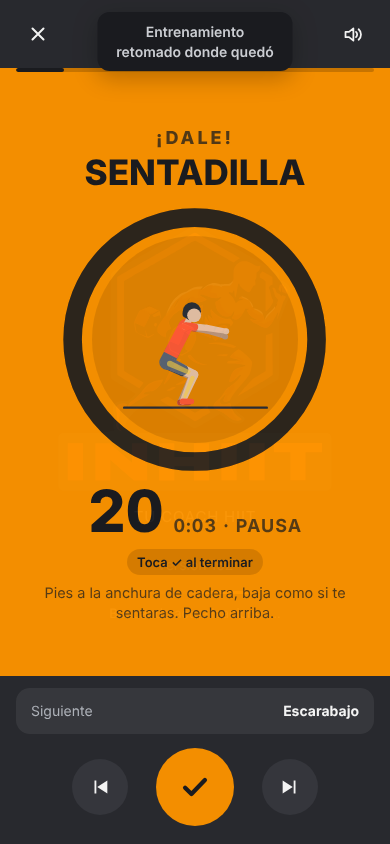 Entrenamiento
retomado donde quedó
¡DALE!
SENTADILLA
INHIIT
20 0:03 · PAUSA
Toca ✓ al terminar
Pies a la anchura de cadera, baja como si te
sentaras. Pecho arriba.
Siguiente Escarabajo